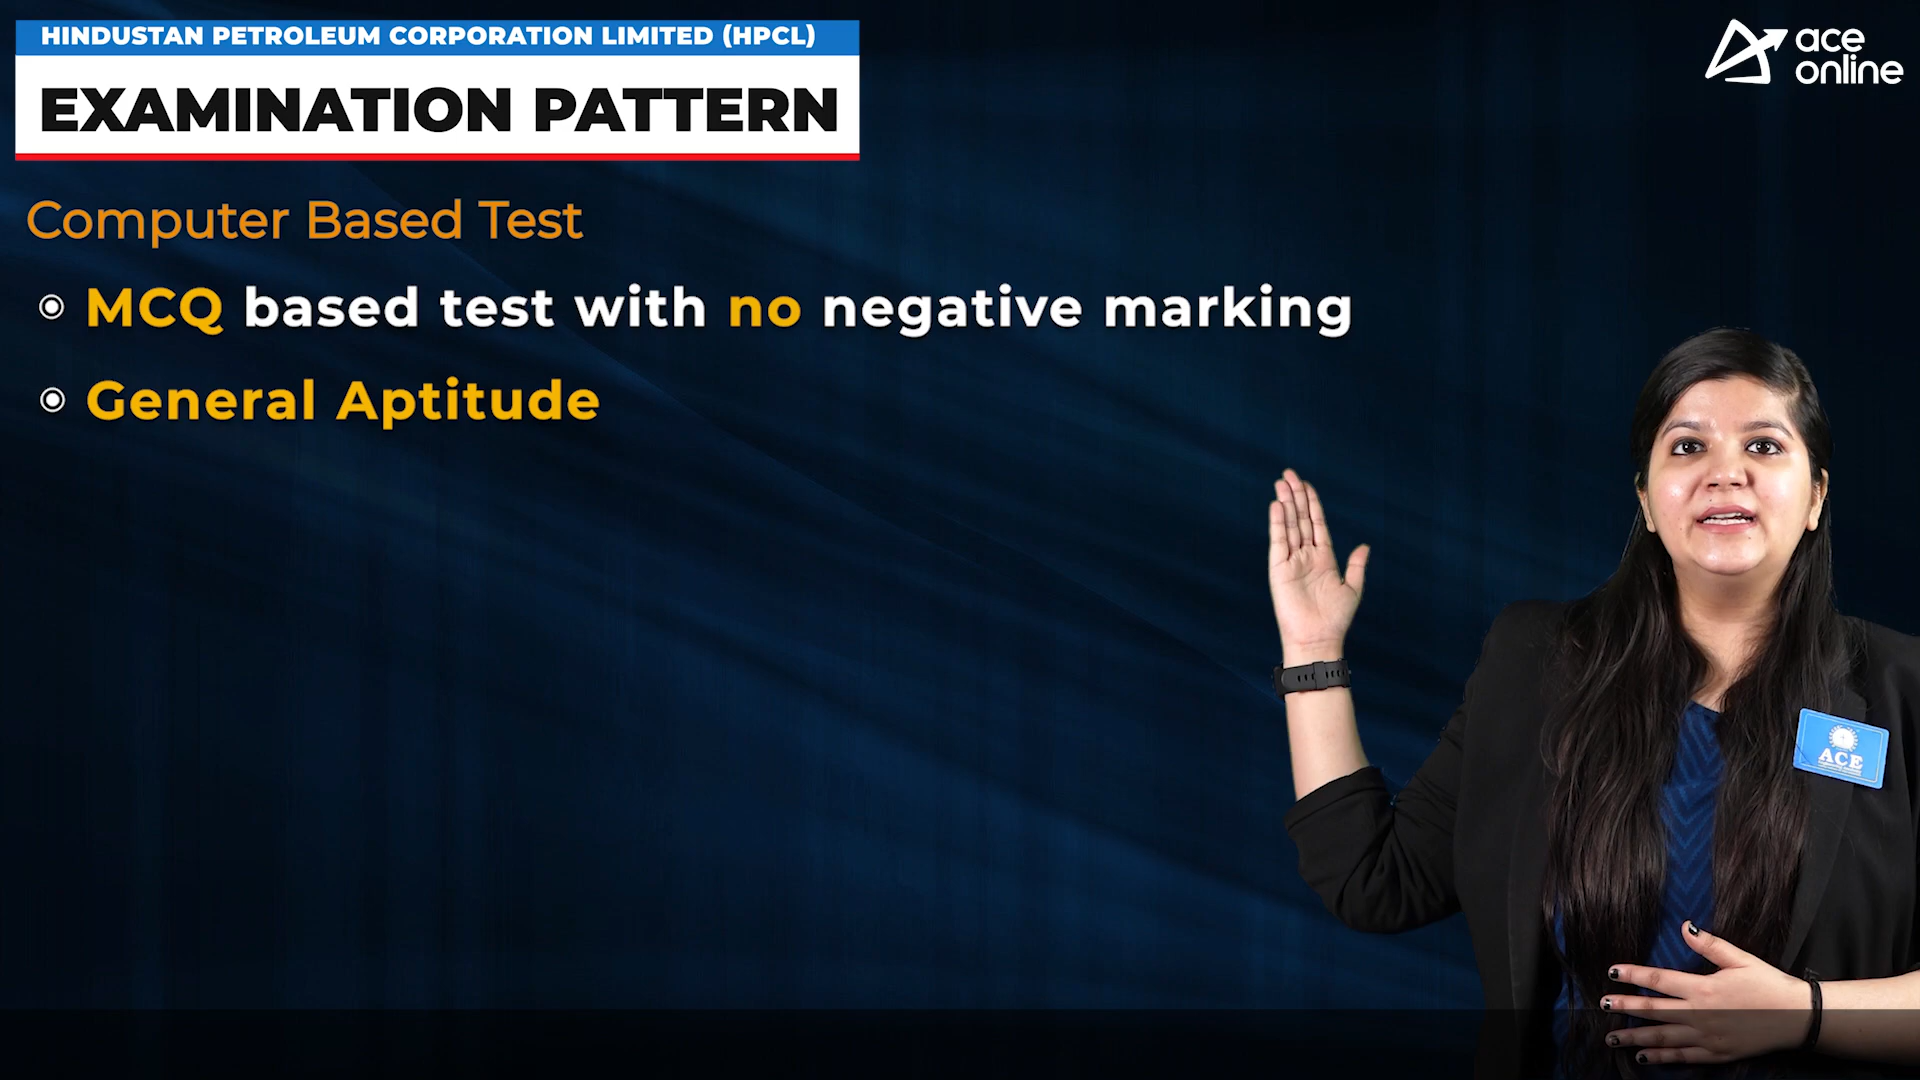 HINDUSTAN PETROLEUM CORPORATION LIMITED (HPCL)
EXAMINATION PATTERN
ace
online
Computer Based Test
MCQ based test with no negative marking
General Aptitude
ACE